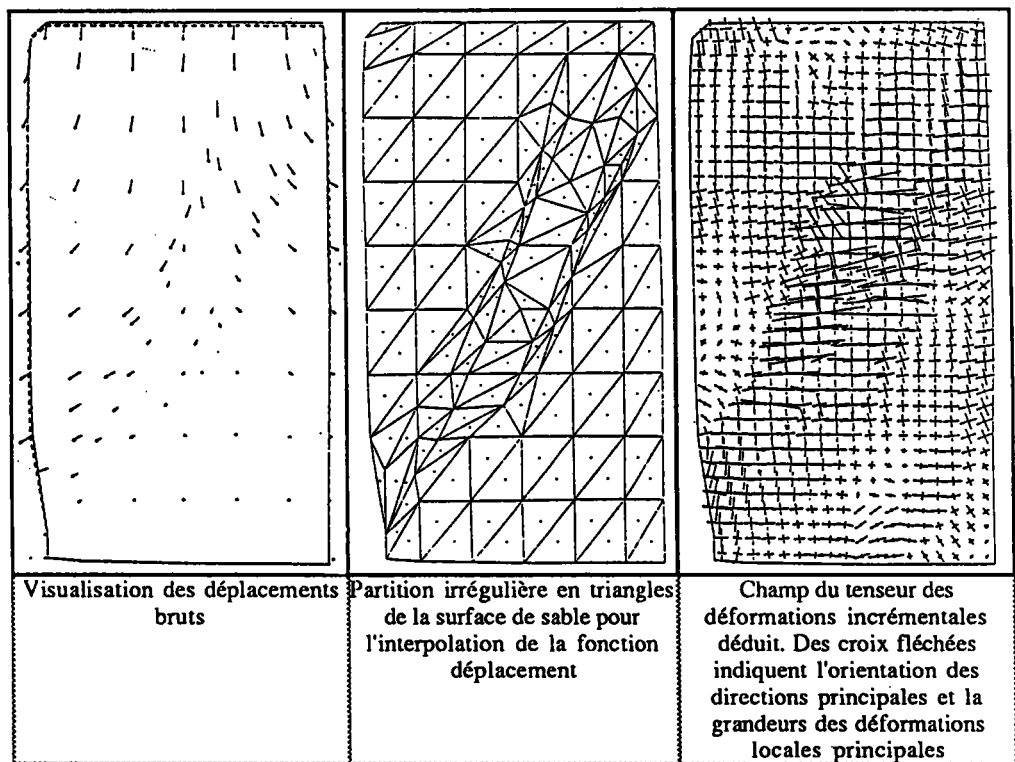 Visualisation des déplacements
bruts
Partition irrégulière en triangles
de la surface de sable pour
l'interpolation de la fonction
déplacement
Champ du tenseur des
déformations incrémentales
déduit. Des croix fléchées
indiquent l'orientation des
directions principales et la
grandeurs des déformations
locales principales